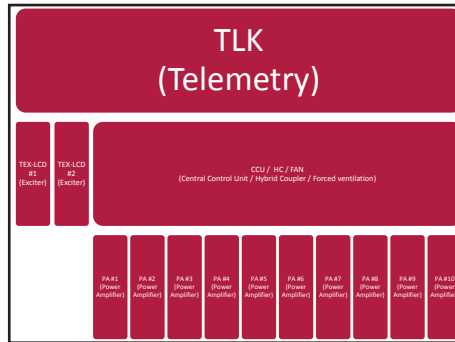 TLK
(Telemetry)
TEX-LCD
#1
(Exciter)
TEX-LCD
#2
(Exciter)
CCU / HC / FAN
(Central Control Unit / Hybrid Coupler / Forced ventilation)
PA #1
(Power
Amplifier)
PA #2
(Power
Amplifier)
PA #3
(Power
Amplifier)
PA #4
(Power
Amplifier)
PA #5
(Power
Amplifier)
PA #6
(Power
Amplifier)
PA #7
(Power
Amplifier)
PA #8
(Power
Amplifier)
PA #9
(Power
Amplifier)
PA #10
(Power
Amplifier)